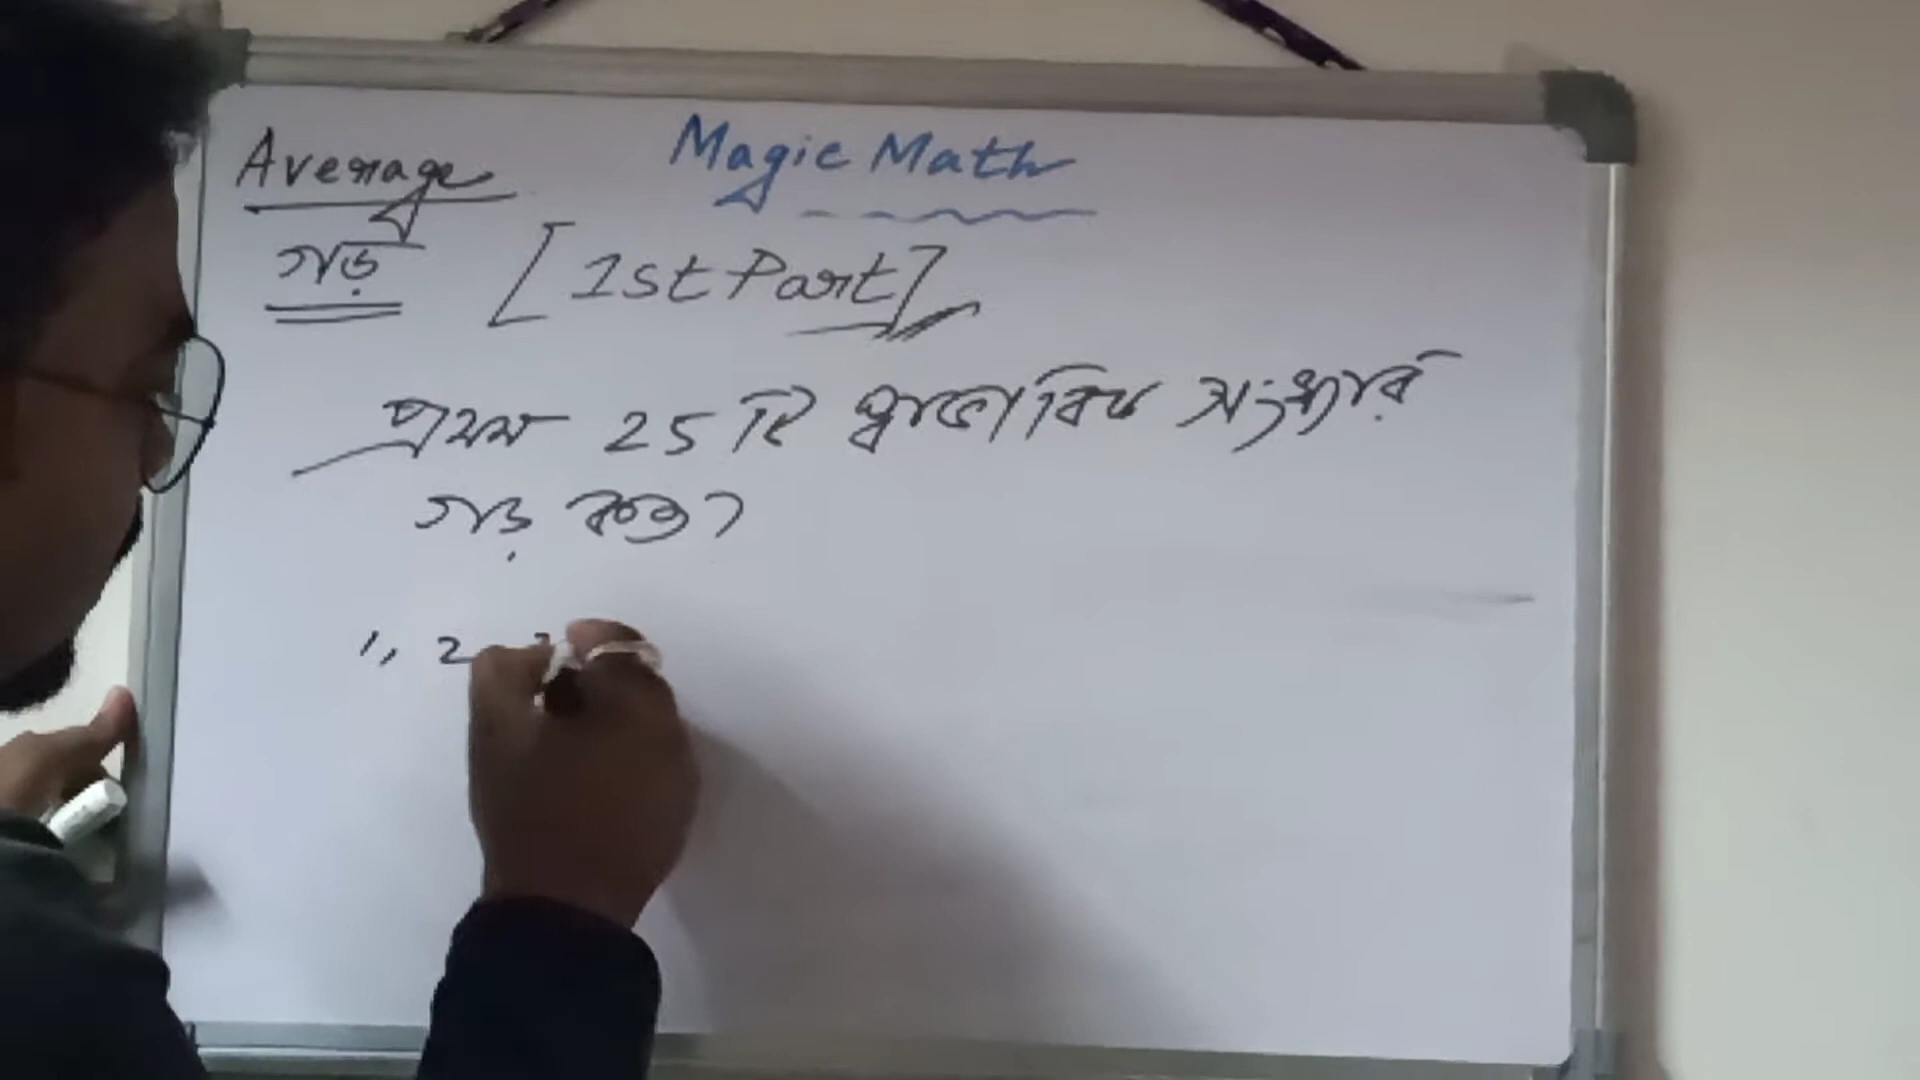 Average
Magic Math
গড়
[1st Part]
প্রথম 25 টি স্বাভাবিক সংখ্যার
গড় কত?
1, 2